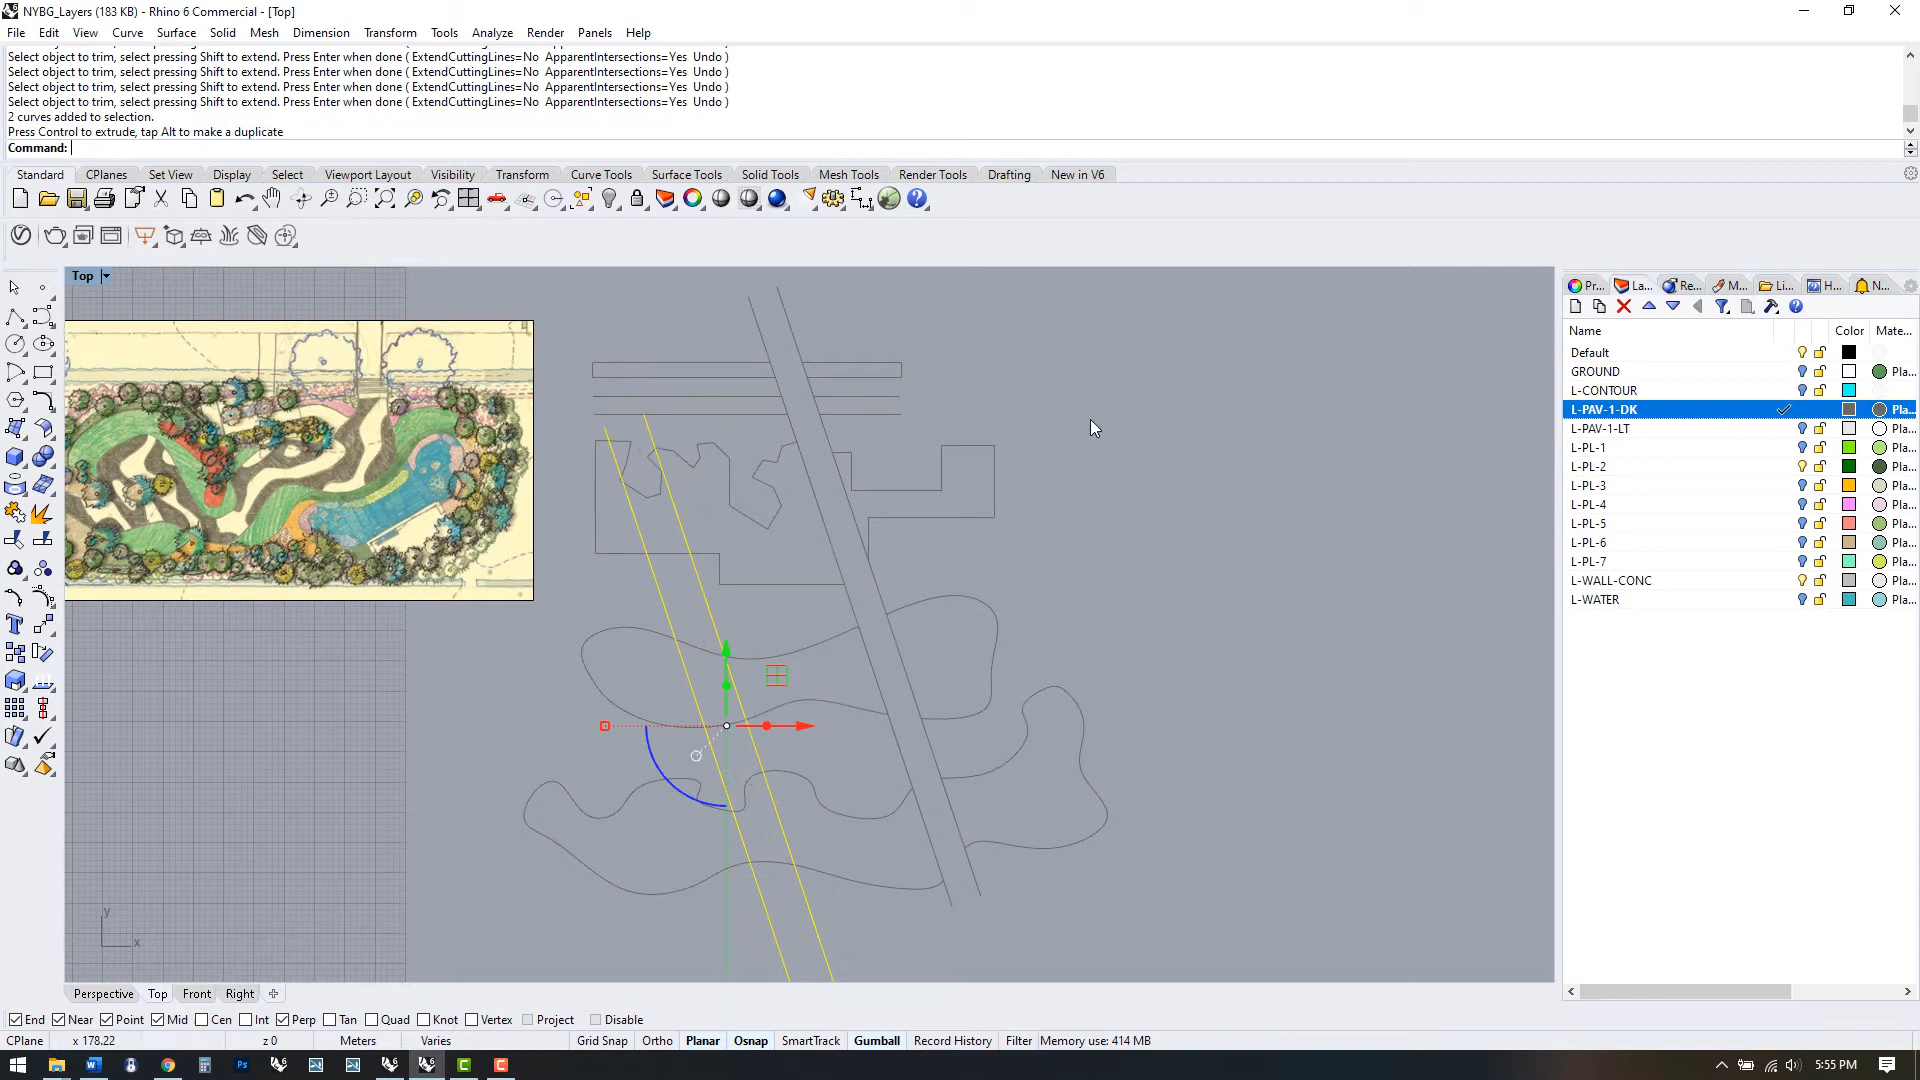 NYBG_Layers (183 KB) - Rhino 6 Commercial - [Top]
File Edit View Curve Surface Solid Mesh Dimension Transform Tools Analyze Render Panels Help
Select object to trim, select pressing Shift to extend. Press Enter when done ( ExtendCuttingLines=No ApparentIntersections=Yes Undo )
Select object to trim, select pressing Shift to extend. Press Enter when done ( ExtendCuttingLines=No ApparentIntersections=Yes Undo )
Select object to trim, select pressing Shift to extend. Press Enter when done ( ExtendCuttingLines=No ApparentIntersections=Yes Undo )
Select object to trim, select pressing Shift to extend. Press Enter when done ( ExtendCuttingLines=No ApparentIntersections=Yes Undo )
2 curves added to selection.
Press Control to extrude, tap Alt to make a duplicate
Command:
Standard CPlanes Set View Display Select Viewport Layout Visibility Transform Curve Tools Surface Tools Solid Tools Mesh Tools Render Tools Drafting New in V6
Top
Pr... La... Re... M... Li... H... N...
Name Color Mate...
Default
GROUND Pla...
L-CONTOUR
L-PAV-1-DK Pla...
L-PAV-1-LT Pla...
L-PL-1 Pla...
L-PL-2 Pla...
L-PL-3 Pla...
L-PL-4 Pla...
L-PL-5 Pla...
L-PL-6 Pla...
L-PL-7 Pla...
L-WALL-CONC Pla...
L-WATER Pla...
y
x
Perspective Top Front Right
End Near Point Mid Cen Int Perp Tan Quad Knot Vertex Project Disable
CPlane x 178.22 z 0 Meters Varies Grid Snap Ortho Planar Osnap SmartTrack Gumball Record History Filter Memory use: 414 MB
5:55 PM